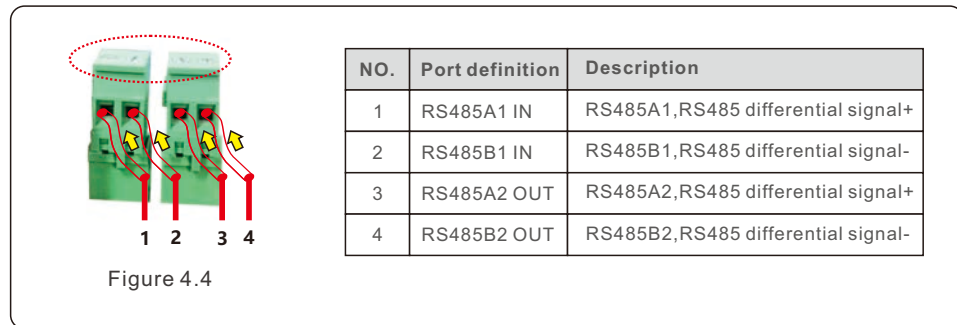 NO. Port definition Description
1 RS485A1 IN RS485A1,RS485 differential signal+
2 RS485B1 IN RS485B1,RS485 differential signal-
3 RS485A2 OUT RS485A2,RS485 differential signal+
4 RS485B2 OUT RS485B2,RS485 differential signal-
1 2 3 4
Figure 4.4